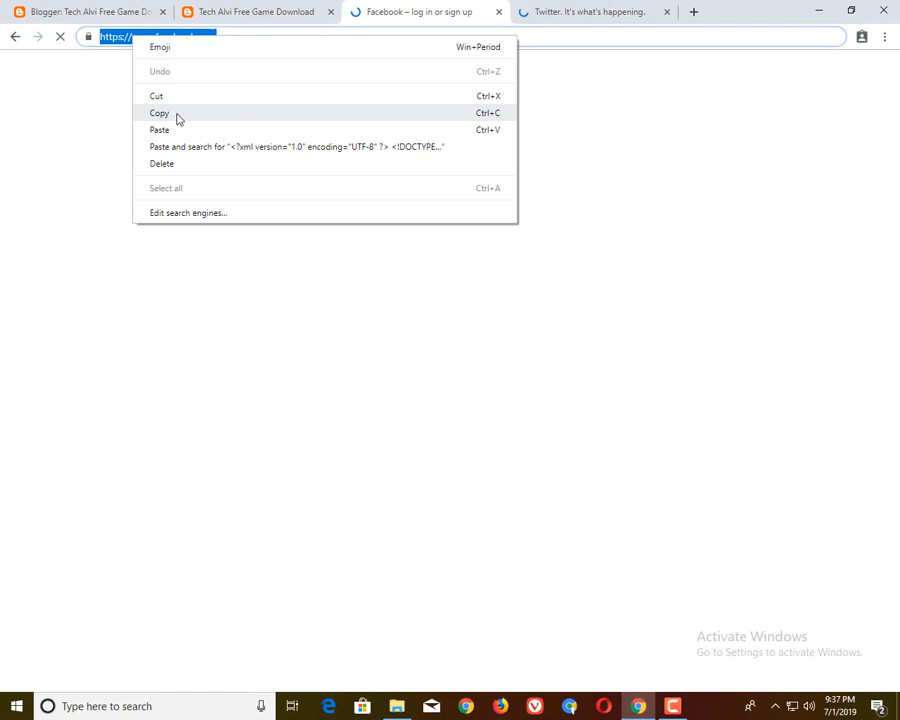 Blogger: Tech Alvi Free Game Do
Tech Alvi Free Game Download
Facebook – log in or sign up
Twitter. It's what's happening.
https://
Emoji Win+Period
Undo Ctrl+Z
Cut Ctrl+X
Copy Ctrl+C
Paste Ctrl+V
Paste and search for "<?xml version="1.0" encoding="UTF-8" ?> <!DOCTYPE..."
Delete
Select all Ctrl+A
Edit search engines...
Activate Windows
Go to Settings to activate Windows.
Type here to search
9:37 PM
7/1/2019
2